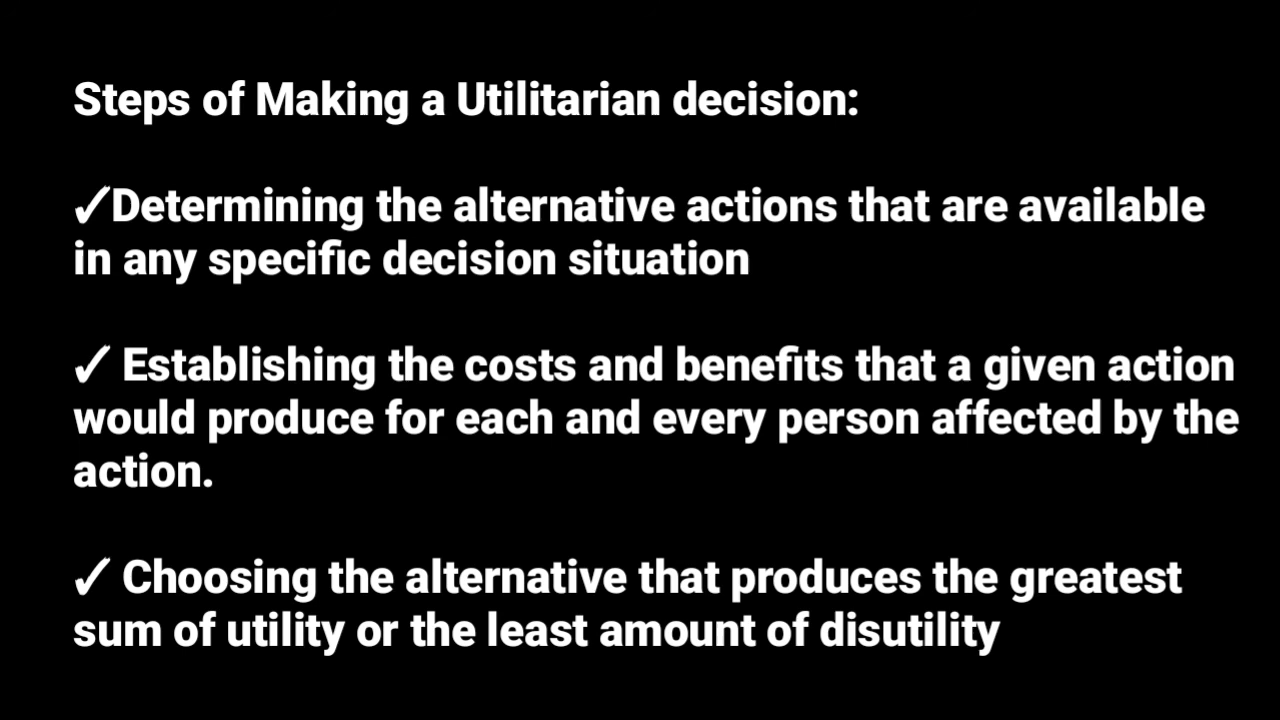 Steps of Making a Utilitarian decision:
✓Determining the alternative actions that are available
in any specific decision situation
✓ Establishing the costs and benefits that a given action
would produce for each and every person affected by the
action.
✓ Choosing the alternative that produces the greatest
sum of utility or the least amount of disutility